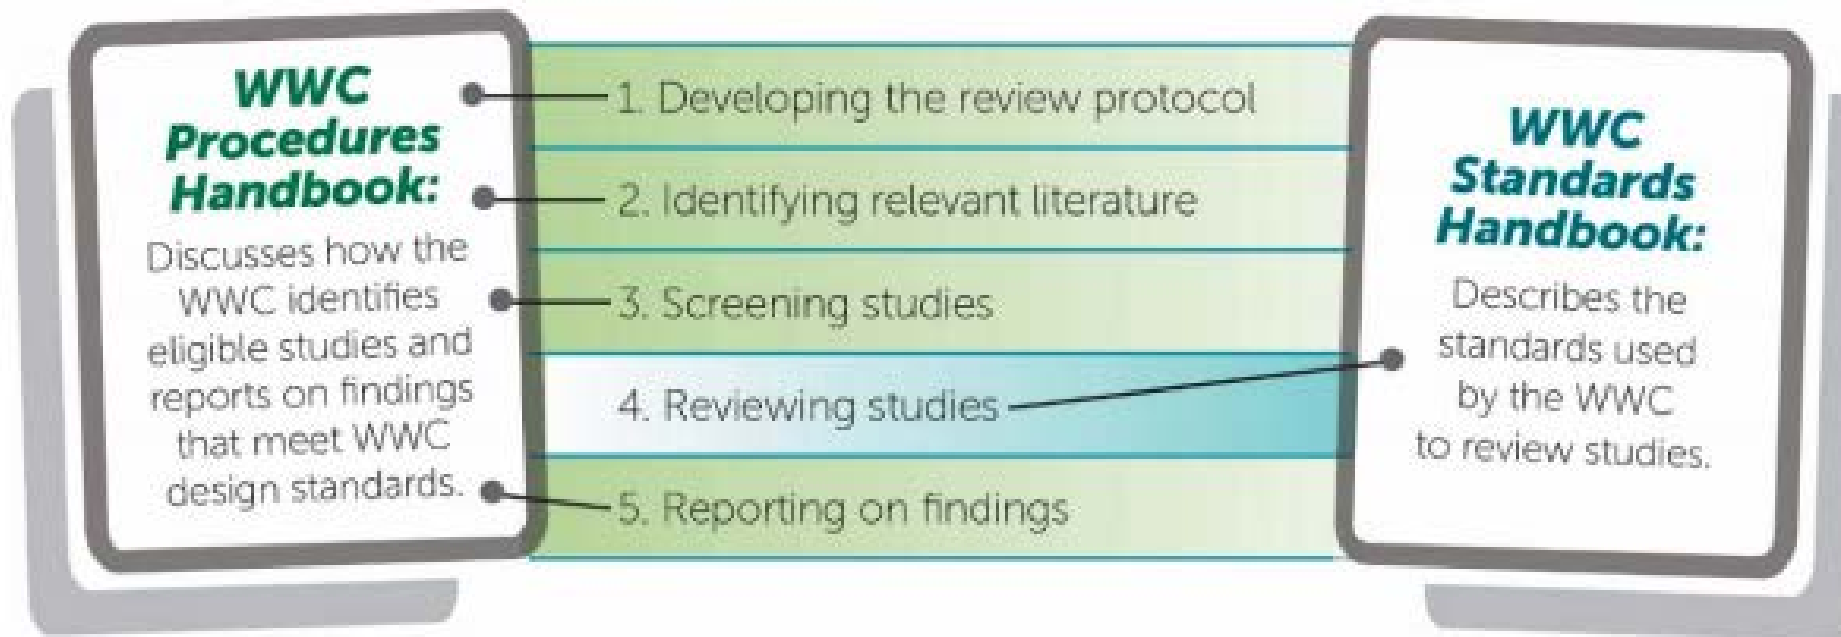 WWC
Procedures
Handbook:
Discusses how the
WWC identifies
eligible studies and
reports on findings
that meet WWC
design standards.
1. Developing the review protocol
2. Identifying relevant literature
3. Screening studies
4. Reviewing studies
5. Reporting on findings
WWC
Standards
Handbook:
Describes the
standards used
by the WWC
to review studies.